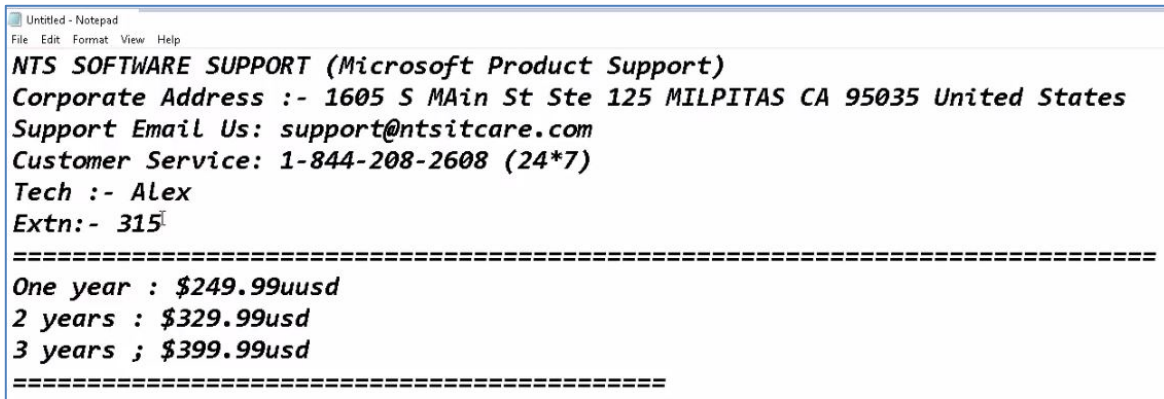 Untitled - Notepad
File Edit Format View Help
NTS SOFTWARE SUPPORT (Microsoft Product Support)
Corporate Address :- 1605 S MAin St Ste 125 MILPITAS CA 95035 United States
Support Email Us: support@ntsitcare.com
Customer Service: 1-844-208-2608 (24*7)
Tech :- Alex
Extn:- 315
=============================================================================
One year : $249.99uusd
2 years : $329.99usd
3 years ; $399.99usd
============================================